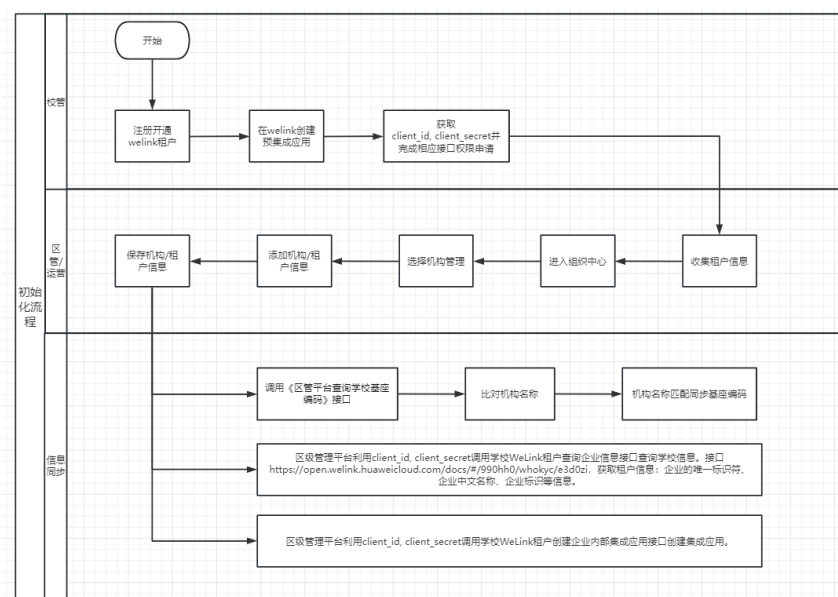 开始
校管
注册开通
welink租户
在welink创建
预集成应用
获取
client_id, client_secret并
完成相应接口权限申请
区
管/
运营
保存机构/租
户信息
添加机构/租
户信息
选择机构管理
进入组织中心
收集租户信息
初始
化流
程
信息
同步
调用《区管平台查询学校基座
编码》接口
比对机构名称
机构名称匹配同步基座编码
区级管理平台利用client_id, client_secret调用学校WeLink租户查询企业信息接口查询学校信息。接口
https://open.welink.huaweicloud.com/docs/#/990hh0/whokyc/e3d0zi，获取租户信息：企业的唯一标识符、
企业中文名称、企业标识等信息。
区级管理平台利用client_id, client_secret调用学校WeLink租户创建企业内部集成应用接口创建集成应用。